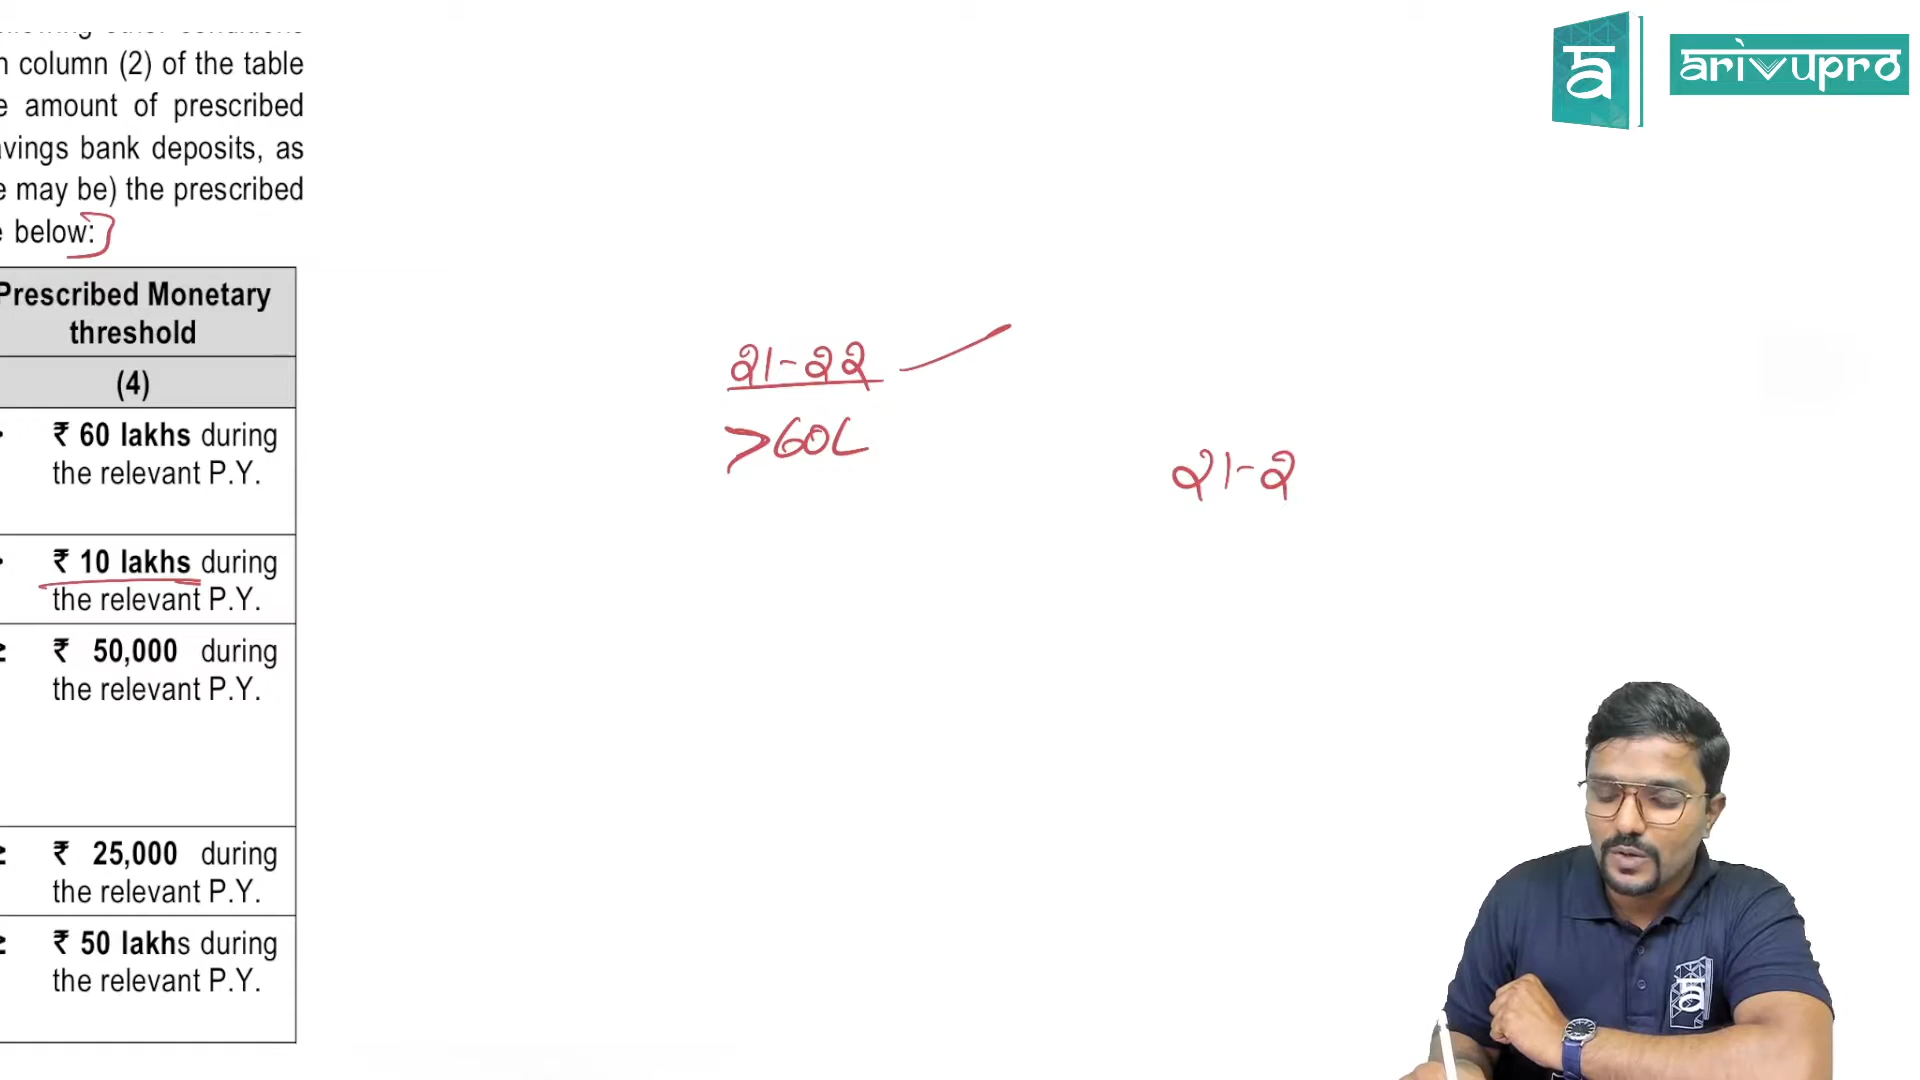 column (2) of the table
amount of prescribed
bank deposits, as
may be) the prescribed
below:
Prescribed Monetary
threshold
(4)
₹ 60 lakhs during
the relevant P.Y.
₹ 10 lakhs during
the relevant P.Y.
≥ ₹ 50,000 during
the relevant P.Y.
≥ ₹ 25,000 during
the relevant P.Y.
≥ ₹ 50 lakhs during
the relevant P.Y.
21-22
>60L
21-2
arivupro